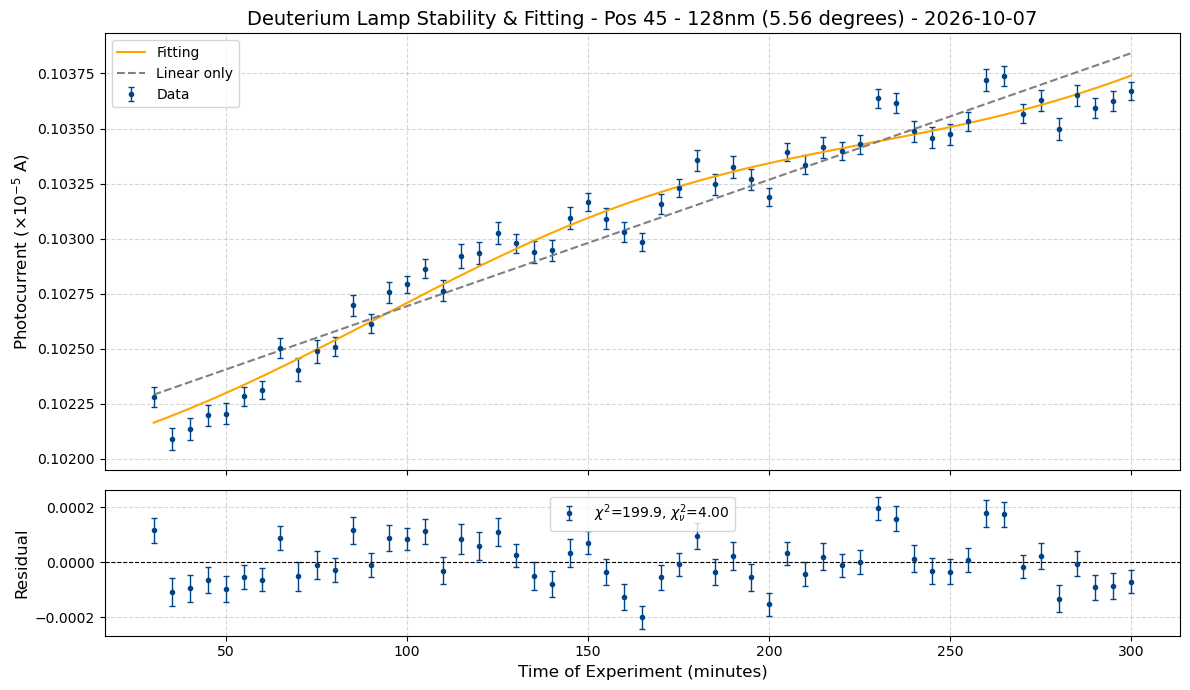 Deuterium Lamp Stability & Fitting - Pos 45 - 128nm (5.56 degrees) - 2026-10-07
Fitting
Linear only
Data
Photocurrent (×10⁻⁵ A)
0.10375
0.10350
0.10325
0.10300
0.10275
0.10250
0.10225
0.10200
χ²=199.9, χ²ᵥ=4.00
Residual
0.0002
0.0000
−0.0002
50 100 150 200 250 300
Time of Experiment (minutes)